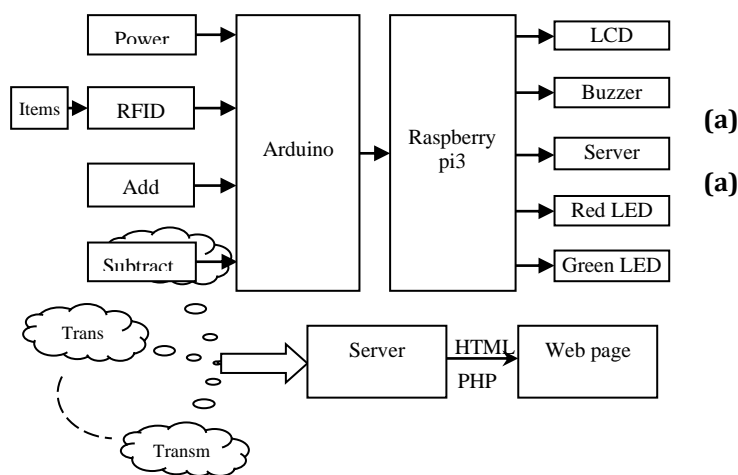 Power
LCD
Items
RFID
Buzzer
Arduino
Raspberry
pi3
(a)
Server
Add
(a)
Red LED
Subtract
Green LED
Trans
Server
HTML
PHP
Web page
Transm